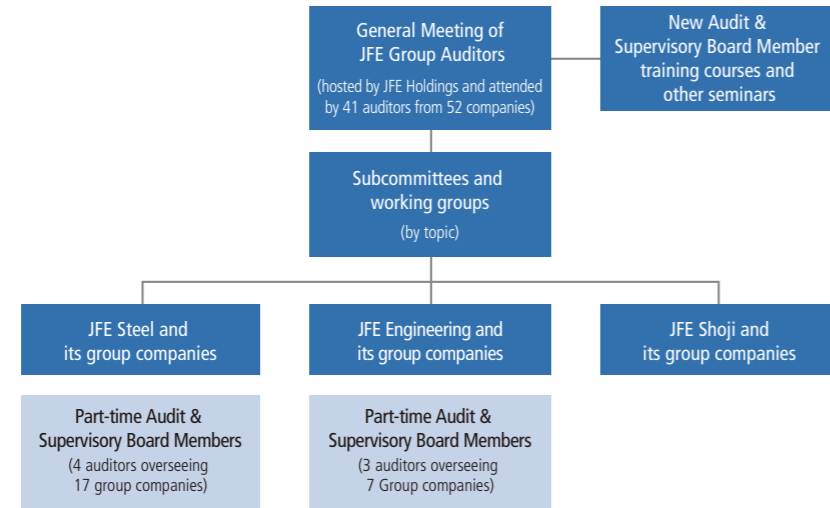 General Meeting of
JFE Group Auditors
(hosted by JFE Holdings and attended
by 41 auditors from 52 companies)
New Audit &
Supervisory Board Member
training courses and
other seminars
Subcommittees and
working groups
(by topic)
JFE Steel and
its group companies
JFE Engineering and
its group companies
JFE Shoji and
its group companies
Part-time Audit &
Supervisory Board Members
(4 auditors overseeing
17 group companies)
Part-time Audit &
Supervisory Board Members
(3 auditors overseeing
7 Group companies)